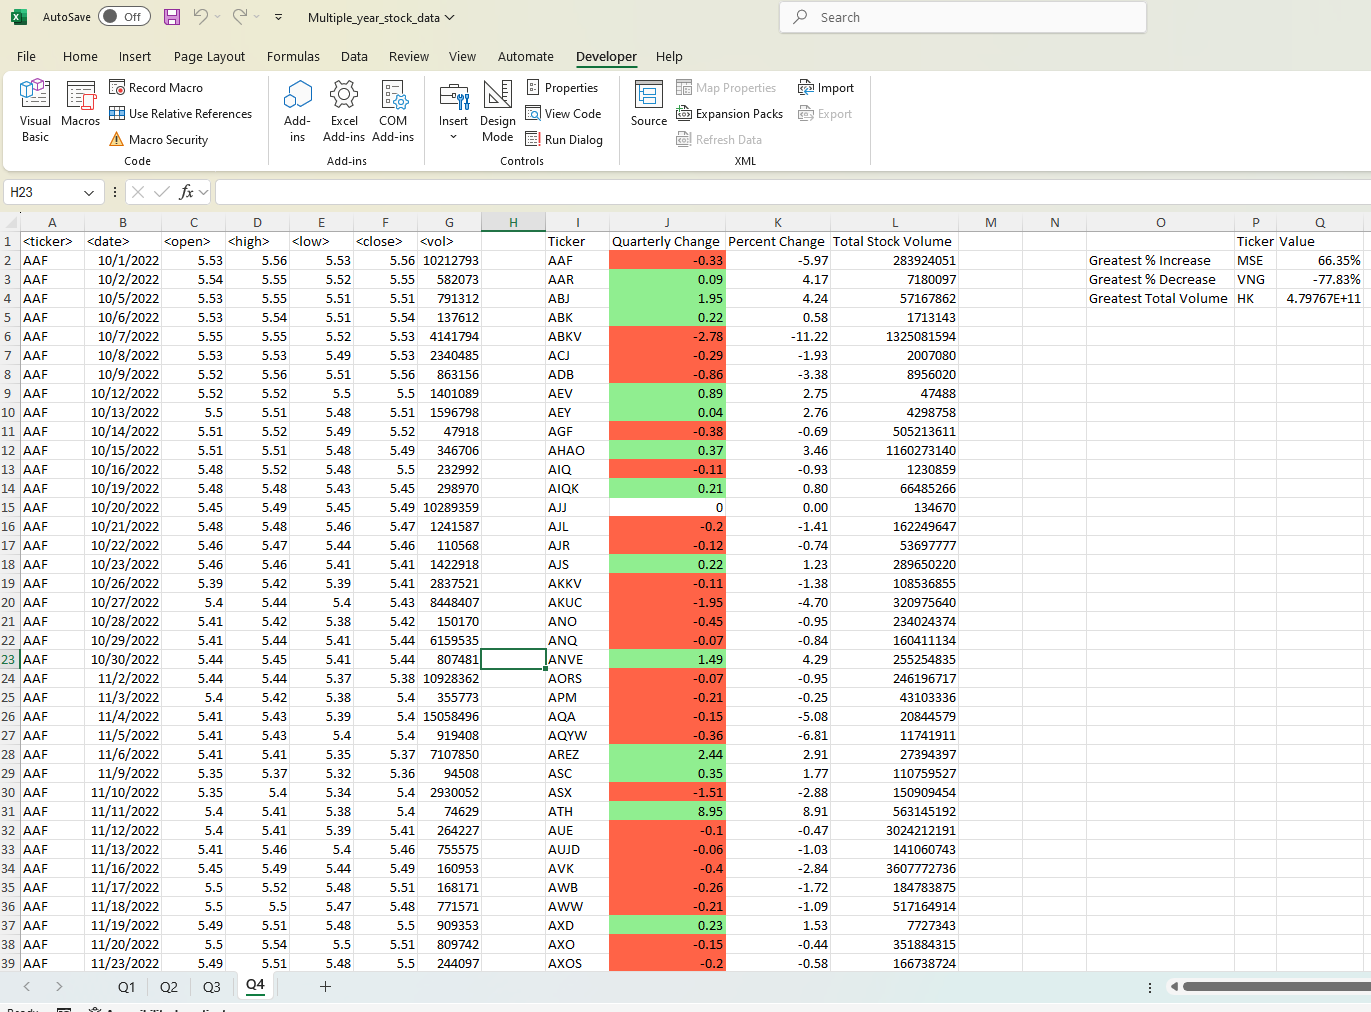 AutoSave Off Multiple_year_stock_data Search
File Home Insert Page Layout Formulas Data Review View Automate Developer Help
Visual Basic Macros Record Macro Use Relative References Macro Security Code
Add-ins Excel Add-ins COM Add-ins Add-ins
Insert Design Mode Properties View Code Run Dialog Controls
Source Map Properties Expansion Packs Refresh Data Import Export XML
H23 fx
A B C D E F G H I J K L M N O P Q
1 <ticker> <date> <open> <high> <low> <close> <vol> Ticker Quarterly Change Percent Change Total Stock Volume Ticker Value
2 AAF 10/1/2022 5.53 5.56 5.53 5.56 10212793 AAF -0.33 -5.97 283924051 Greatest % Increase MSE 66.35%
3 AAF 10/2/2022 5.54 5.55 5.52 5.55 582073 AAR 0.09 4.17 7180097 Greatest % Decrease VNG -77.83%
4 AAF 10/5/2022 5.53 5.55 5.51 5.51 791312 ABJ 1.95 4.24 57167862 Greatest Total Volume HK 4.79767E+11
5 AAF 10/6/2022 5.53 5.54 5.51 5.54 137612 ABK 0.22 0.58 1713143
6 AAF 10/7/2022 5.55 5.55 5.52 5.53 4141794 ABKV -2.78 -11.22 1325081594
7 AAF 10/8/2022 5.53 5.53 5.49 5.53 2340485 ACJ -0.29 -1.93 2007080
8 AAF 10/9/2022 5.52 5.56 5.51 5.56 863156 ADB -0.86 -3.38 8956020
9 AAF 10/12/2022 5.52 5.52 5.5 5.5 1401089 AEV 0.89 2.75 47488
10 AAF 10/13/2022 5.5 5.51 5.48 5.51 1596798 AEY 0.04 2.76 4298758
11 AAF 10/14/2022 5.51 5.52 5.49 5.52 47918 AGF -0.38 -0.69 505213611
12 AAF 10/15/2022 5.51 5.51 5.48 5.49 346706 AHAO 0.37 3.46 1160273140
13 AAF 10/16/2022 5.48 5.52 5.48 5.5 232992 AIQ -0.11 -0.93 1230859
14 AAF 10/19/2022 5.48 5.48 5.43 5.45 298970 AIQK 0.21 0.80 66485266
15 AAF 10/20/2022 5.45 5.49 5.45 5.49 10289359 AJJ 0 0.00 134670
16 AAF 10/21/2022 5.48 5.48 5.46 5.47 1241587 AJL -0.2 -1.41 162249647
17 AAF 10/22/2022 5.46 5.47 5.44 5.46 110568 AJR -0.12 -0.74 53697777
18 AAF 10/23/2022 5.46 5.46 5.41 5.41 1422918 AJS 0.22 1.23 289650220
19 AAF 10/26/2022 5.39 5.42 5.39 5.41 2837521 AKKV -0.11 -1.38 108536855
20 AAF 10/27/2022 5.4 5.44 5.4 5.43 8448407 AKUC -1.95 -4.70 320975640
21 AAF 10/28/2022 5.41 5.42 5.38 5.42 150170 ANO -0.45 -0.95 234024374
22 AAF 10/29/2022 5.41 5.44 5.41 5.44 6159535 ANQ -0.07 -0.84 160411134
23 AAF 10/30/2022 5.44 5.45 5.41 5.44 807481 ANVE 1.49 4.29 255254835
24 AAF 11/2/2022 5.44 5.44 5.37 5.38 10928362 AORS -0.07 -0.95 246196717
25 AAF 11/3/2022 5.4 5.42 5.38 5.4 355773 APM -0.21 -0.25 43103336
26 AAF 11/4/2022 5.41 5.43 5.39 5.4 15058496 AQA -0.15 -5.08 20844579
27 AAF 11/5/2022 5.41 5.43 5.4 5.4 919408 AQYW -0.36 -6.81 11741911
28 AAF 11/6/2022 5.41 5.41 5.35 5.37 7107850 AREZ 2.44 2.91 27394397
29 AAF 11/9/2022 5.35 5.37 5.32 5.36 94508 ASC 0.35 1.77 110759527
30 AAF 11/10/2022 5.35 5.4 5.34 5.4 2930052 ASX -1.51 -2.88 150909454
31 AAF 11/11/2022 5.4 5.41 5.38 5.4 74629 ATH 8.95 8.91 563145192
32 AAF 11/12/2022 5.4 5.41 5.39 5.41 264227 AUE -0.1 -0.47 3024212191
33 AAF 11/13/2022 5.41 5.46 5.4 5.46 755575 AUJD -0.06 -1.03 141060743
34 AAF 11/16/2022 5.45 5.49 5.44 5.49 160953 AVK -0.4 -2.84 3607772736
35 AAF 11/17/2022 5.5 5.52 5.48 5.51 168171 AWB -0.26 -1.72 184783875
36 AAF 11/18/2022 5.5 5.5 5.47 5.48 771571 AWW -0.21 -1.09 517164914
37 AAF 11/19/2022 5.49 5.51 5.48 5.5 909353 AXD 0.23 1.53 7727343
38 AAF 11/20/2022 5.5 5.54 5.5 5.51 809742 AXO -0.15 -0.44 351884315
39 AAF 11/23/2022 5.49 5.51 5.48 5.5 244097 AXOS -0.2 -0.58 166738724
Q1 Q2 Q3 Q4